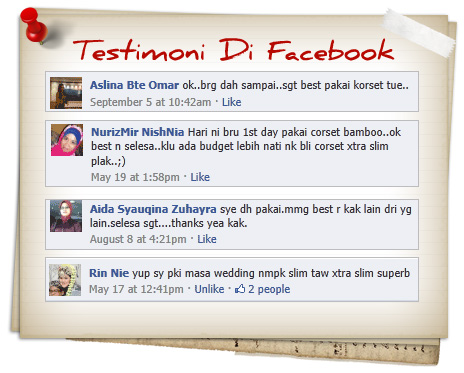 Testimoni Di Facebook
Aslina Bte Omar ok..brg dah sampai..sgt best pakai korset tue..
September 5 at 10:42am · Like
NurizMir NishNia Hari ni bru 1st day pakai corset bamboo..ok
best n selesa..klu ada budget lebih nati nk bli corset xtra slim
plak..;)
May 19 at 1:58pm · Like
Aida Syauqina Zuhayra sye dh pakai.mmg best r kak lain dri yg
lain.selesa sgt....thanks yea kak.
August 8 at 4:21pm · Like
Rin Nie yup sy pki masa wedding nmpk slim taw xtra slim superb
May 17 at 12:41pm · Unlike · 2 people